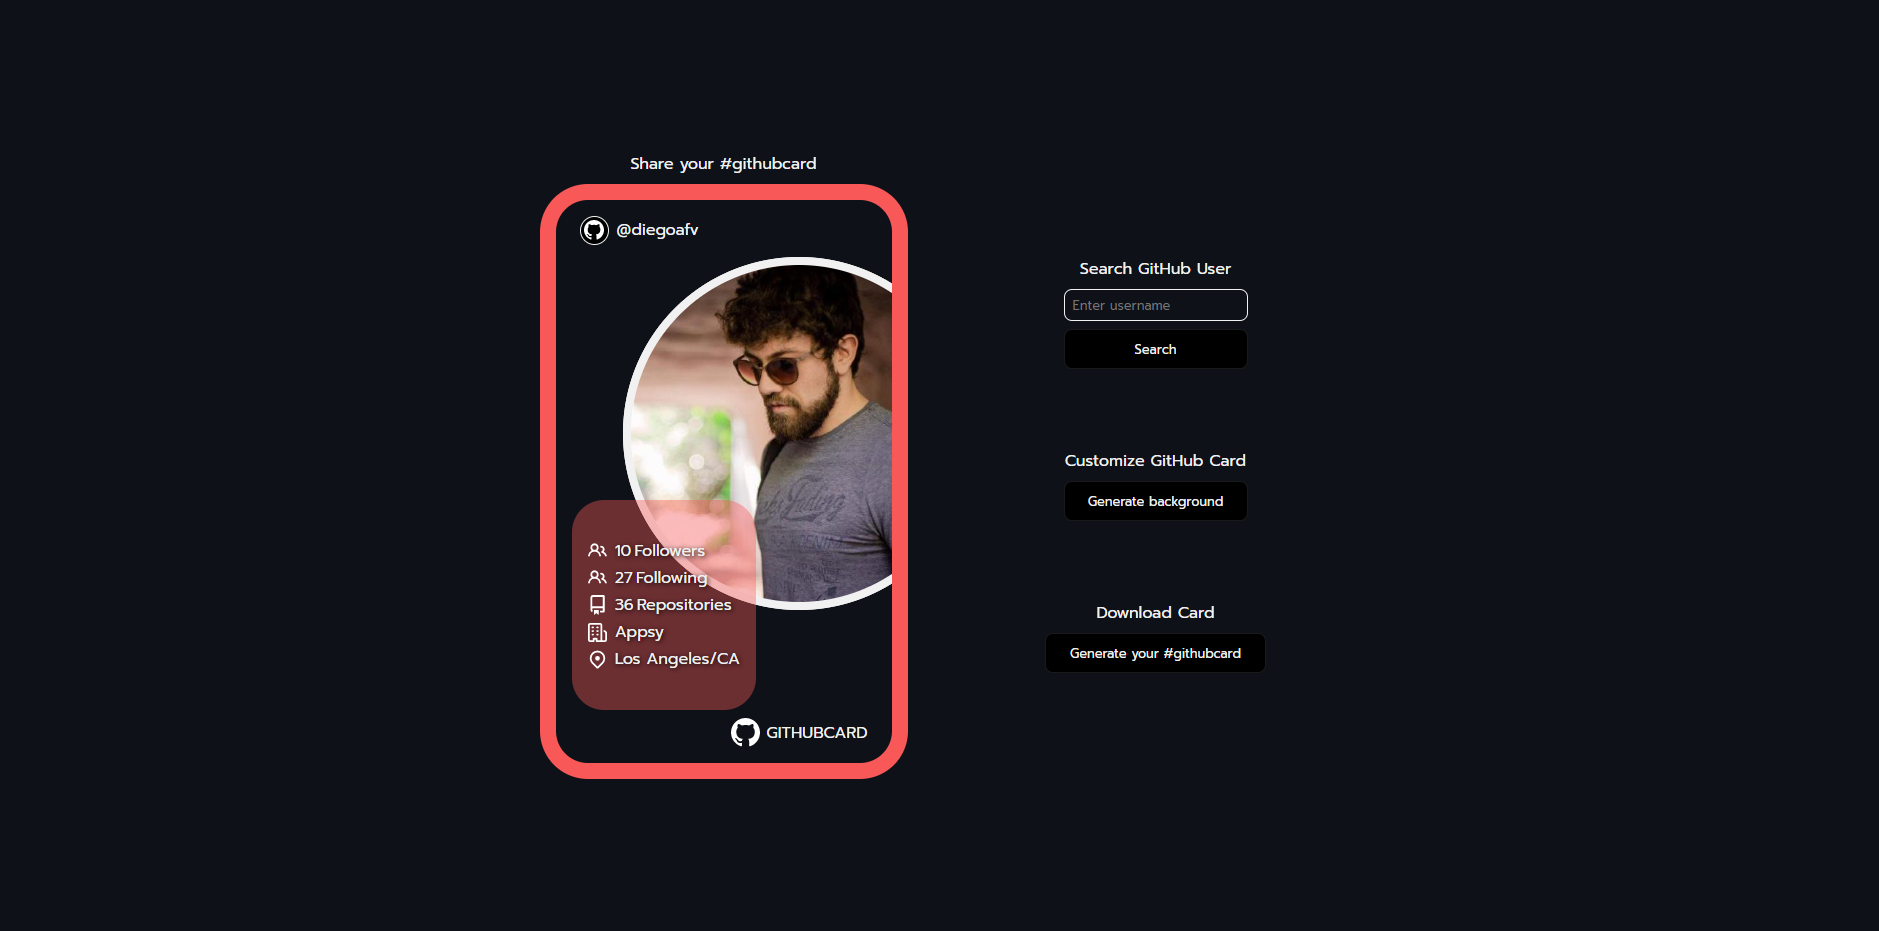 Share your #githubcard
@diegoafv
10 Followers
27 Following
36 Repositories
Appsy
Los Angeles/CA
GITHUBCARD
Search GitHub User
Enter username
Search
Customize GitHub Card
Generate background
Download Card
Generate your #githubcard